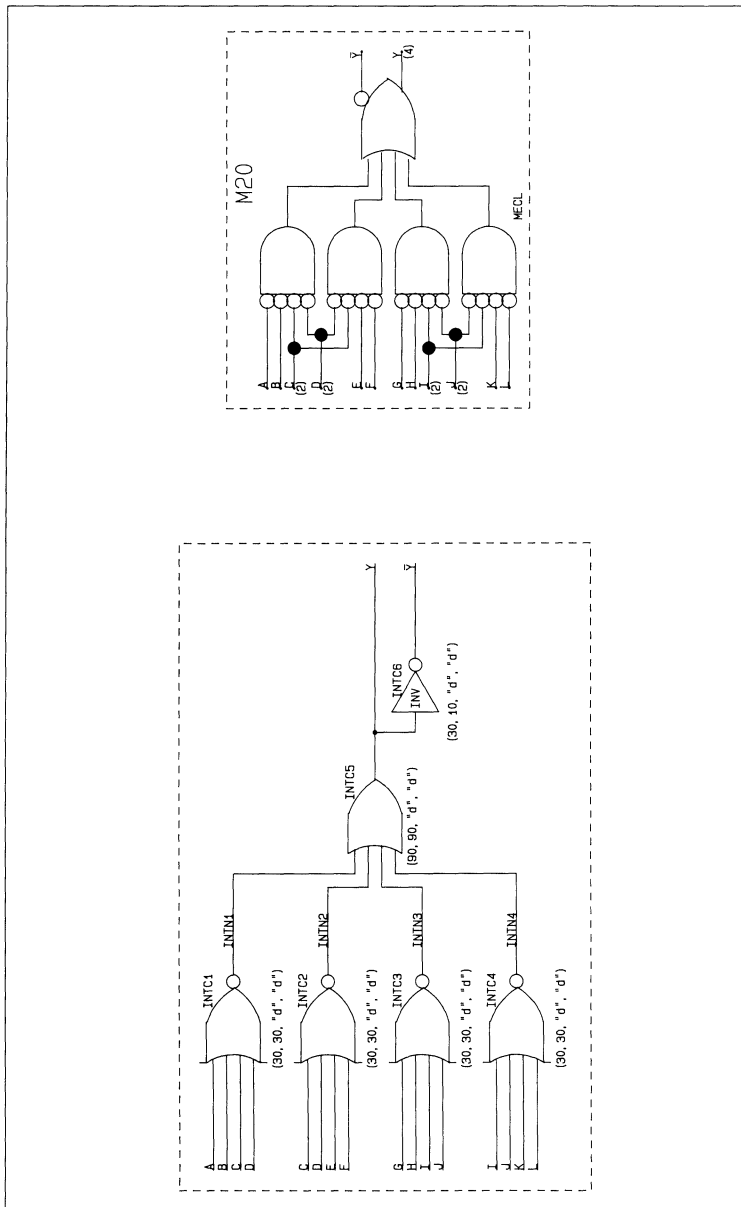 M20
A
B
C
(2)
D
(2)
E
F
G
H
I
(2)
J
(2)
K
L
Y̅
Y
(4)
MECL
A
B
C
D
INTC1
(30, 30, "d", "d")
INTN1
C
D
E
F
INTC2
(30, 30, "d", "d")
INTN2
G
H
I
J
INTC3
(30, 30, "d", "d")
INTN3
I
J
K
L
INTC4
(30, 30, "d", "d")
INTN4
INTC5
(90, 90, "d", "d")
INTC6
INV
(30, 10, "d", "d")
Y
Y̅